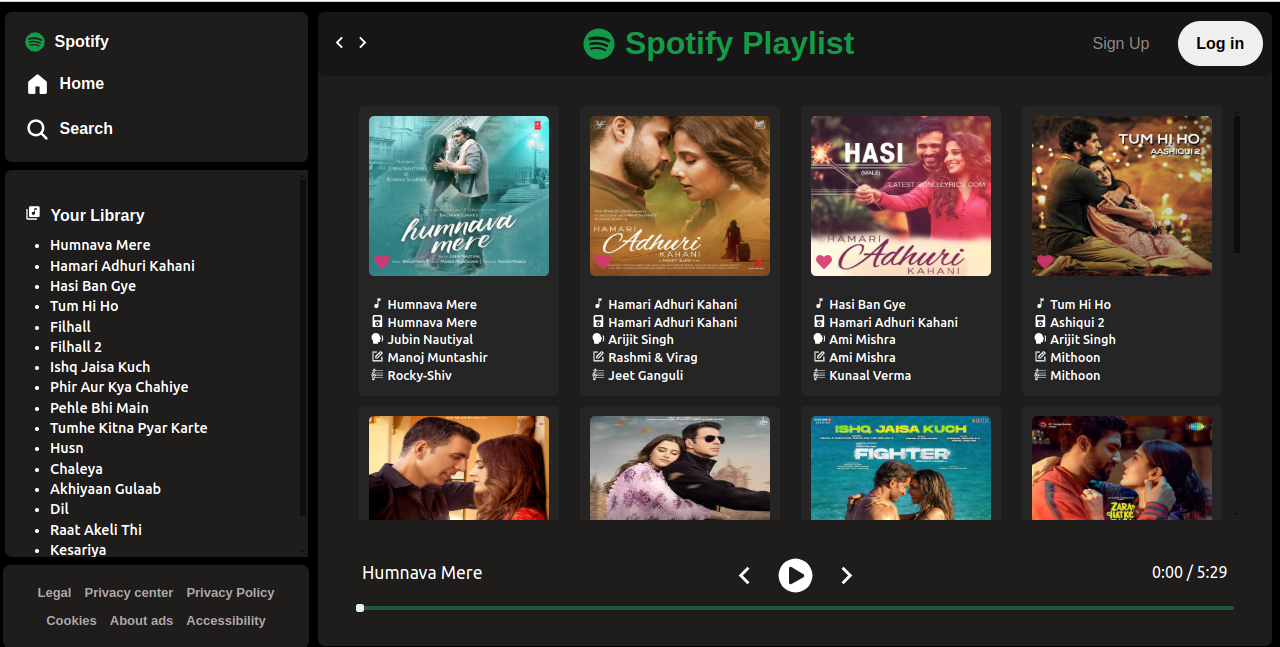 Spotify
Home
Search
Your Library
Humnava Mere
Hamari Adhuri Kahani
Hasi Ban Gye
Tum Hi Ho
Filhall
Filhall 2
Ishq Jaisa Kuch
Phir Aur Kya Chahiye
Pehle Bhi Main
Tumhe Kitna Pyar Karte
Husn
Chaleya
Akhiyaan Gulaab
Dil
Raat Akeli Thi
Kesariya
Legal Privacy center Privacy Policy
Cookies About ads Accessibility
Spotify Playlist
Sign Up
Log in
humnava
mere
Humnava Mere
Humnava Mere
Jubin Nautiyal
Manoj Muntashir
Rocky-Shiv
HAMARI
Adhuri
KAHANI
Hamari Adhuri Kahani
Hamari Adhuri Kahani
Arijit Singh
Rashmi & Virag
Jeet Ganguli
HASI
(MALE)
LATEST SONG LYRICS.COM
HAMARI
Adhuri
KAHANI
Hasi Ban Gye
Hamari Adhuri Kahani
Ami Mishra
Ami Mishra
Kunaal Verma
TUM HI HO
AASHIQUI 2
Tum Hi Ho
Ashiqui 2
Arijit Singh
Mithoon
Mithoon
ISHQ JAISA KUCH
FIGHTER
ZARA
HATKE
Humnava Mere
0:00 / 5:29